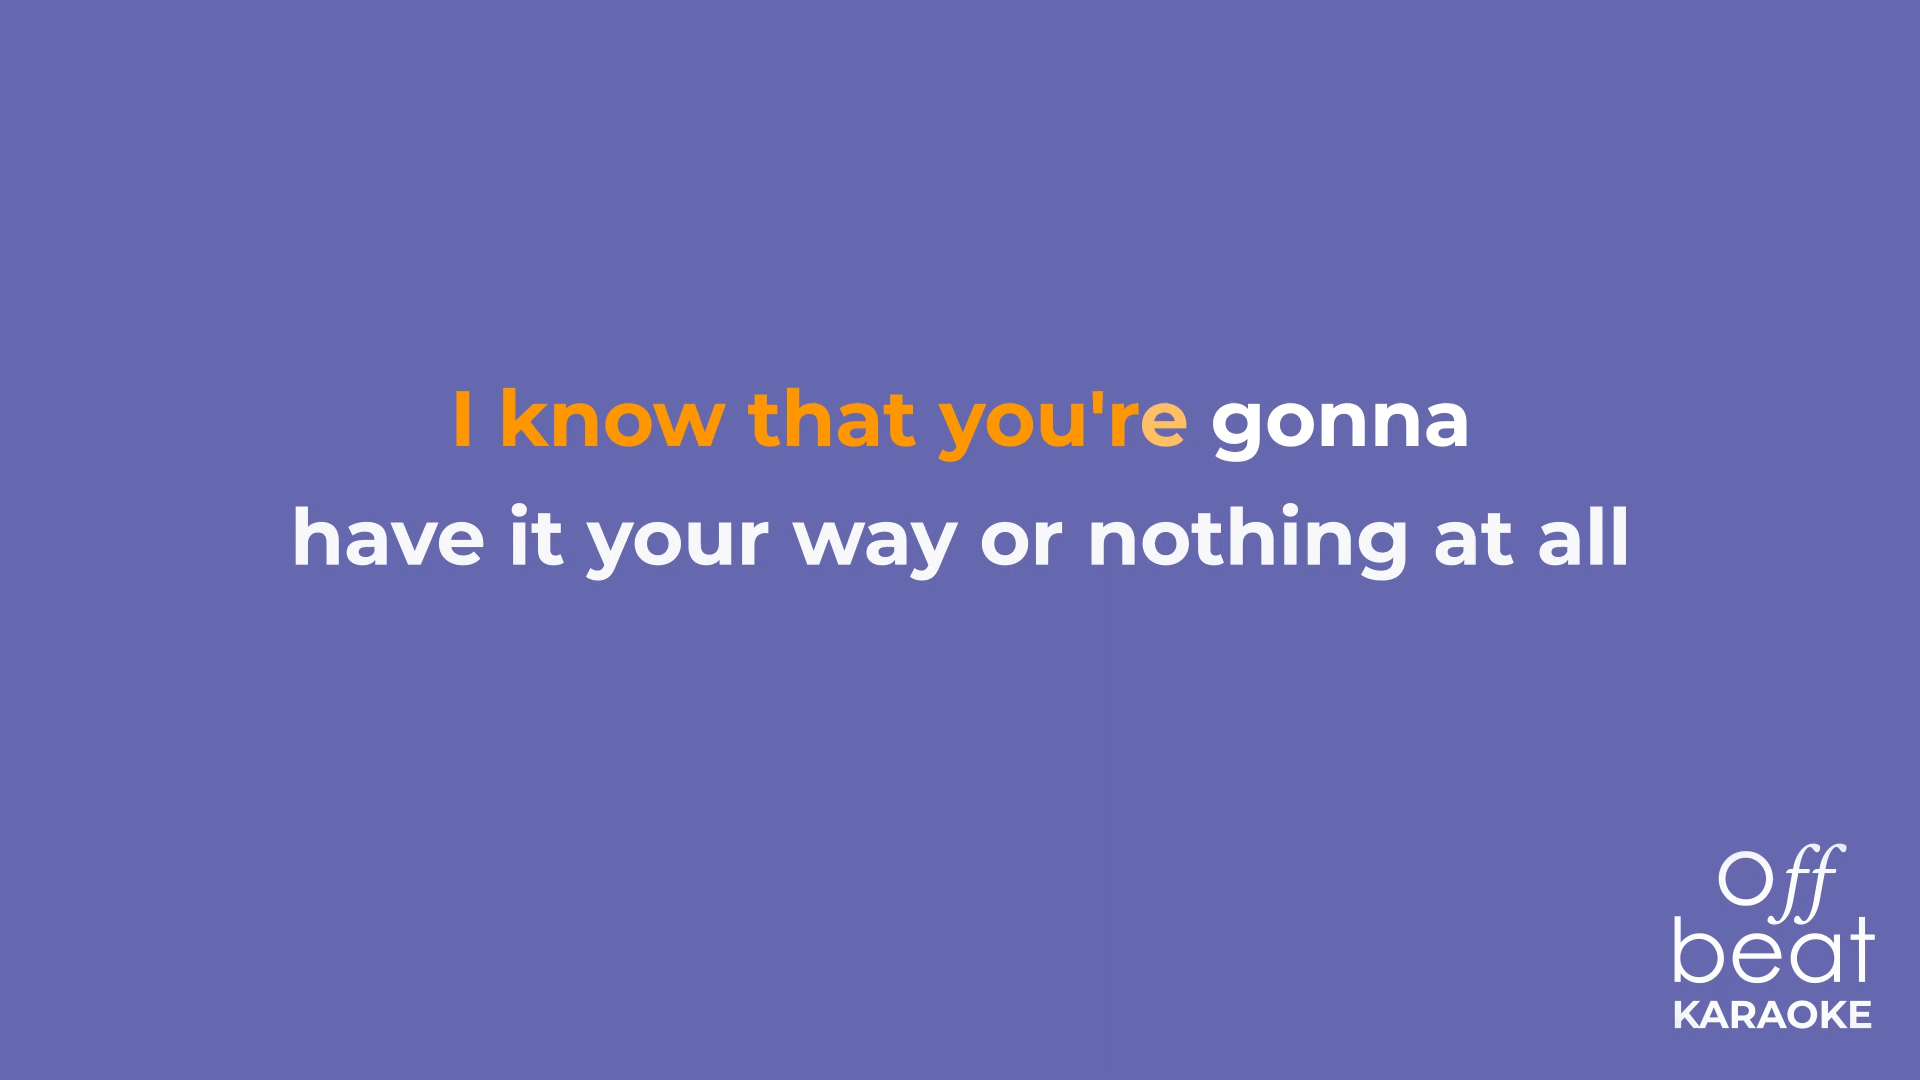 I know that you're gonna
have it your way or nothing at all
off
beat
KARAOKE